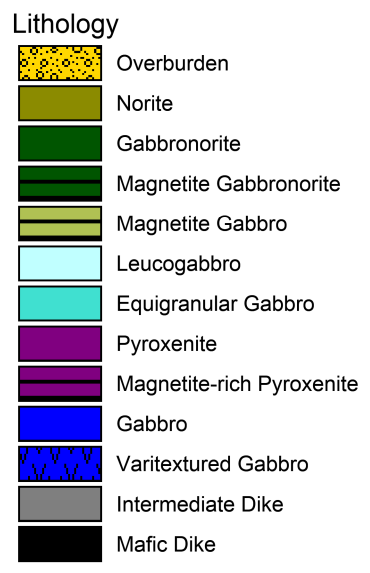 Lithology
Overburden
Norite
Gabbronorite
Magnetite Gabbronorite
Magnetite Gabbro
Leucogabbro
Equigranular Gabbro
Pyroxenite
Magnetite-rich Pyroxenite
Gabbro
Varitextured Gabbro
Intermediate Dike
Mafic Dike